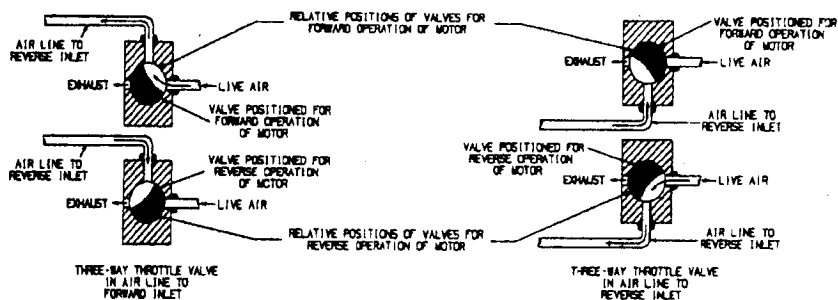 RELATIVE POSITIONS OF VALVES FOR
FORWARD OPERATION OF MOTOR
AIR LINE TO
REVERSE INLET
EXHAUST
LIVE AIR
VALVE POSITIONED FOR
FORWARD OPERATION
OF MOTOR
AIR LINE TO
REVERSE INLET
VALVE POSITIONED FOR
REVERSE OPERATION
OF MOTOR
EXHAUST
LIVE AIR
RELATIVE POSITIONS OF VALVES FOR
REVERSE OPERATION OF MOTOR
THREE-WAY THROTTLE VALVE
IN AIR LINE TO
FORWARD INLET
VALVE POSITIONED FOR
FORWARD OPERATION
OF MOTOR
EXHAUST
LIVE AIR
AIR LINE TO
REVERSE INLET
VALVE POSITIONED FOR
REVERSE OPERATION
OF MOTOR
EXHAUST
LIVE AIR
AIR LINE TO
REVERSE INLET
THREE-WAY THROTTLE VALVE
IN AIR LINE TO
REVERSE INLET